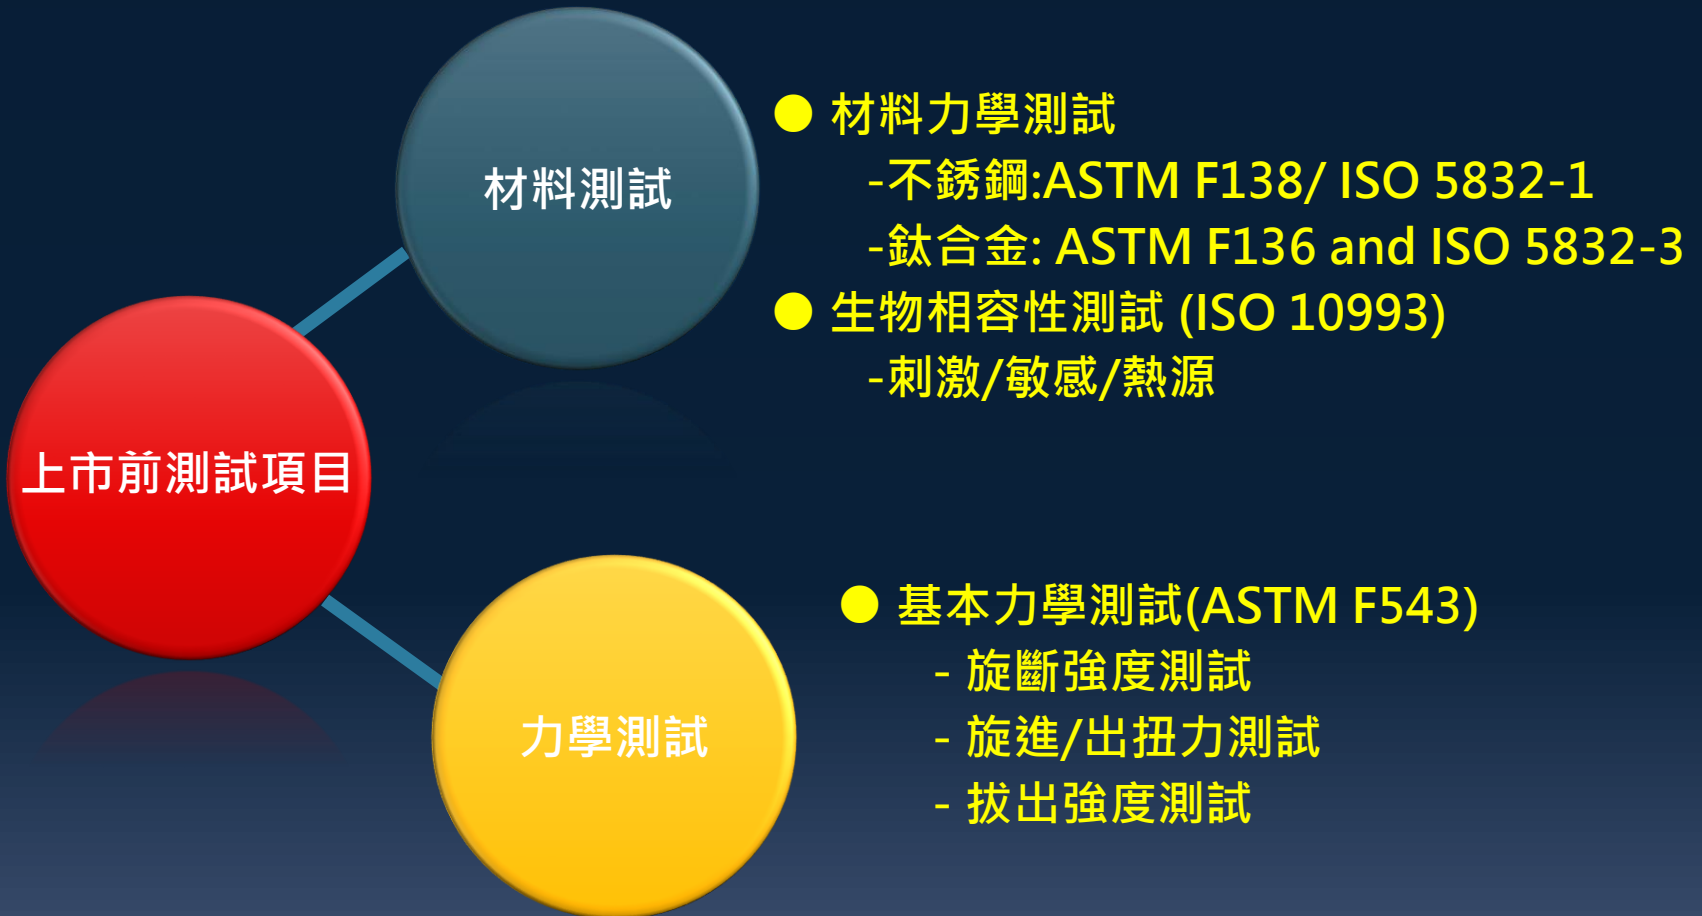 材料測試
● 材料力學測試
-不銹鋼:ASTM F138/ ISO 5832-1
-鈦合金: ASTM F136 and ISO 5832-3
● 生物相容性測試 (ISO 10993)
-刺激/敏感/熱源
上市前測試項目
力學測試
● 基本力學測試(ASTM F543)
- 旋斷強度測試
- 旋進/出扭力測試
- 拔出強度測試